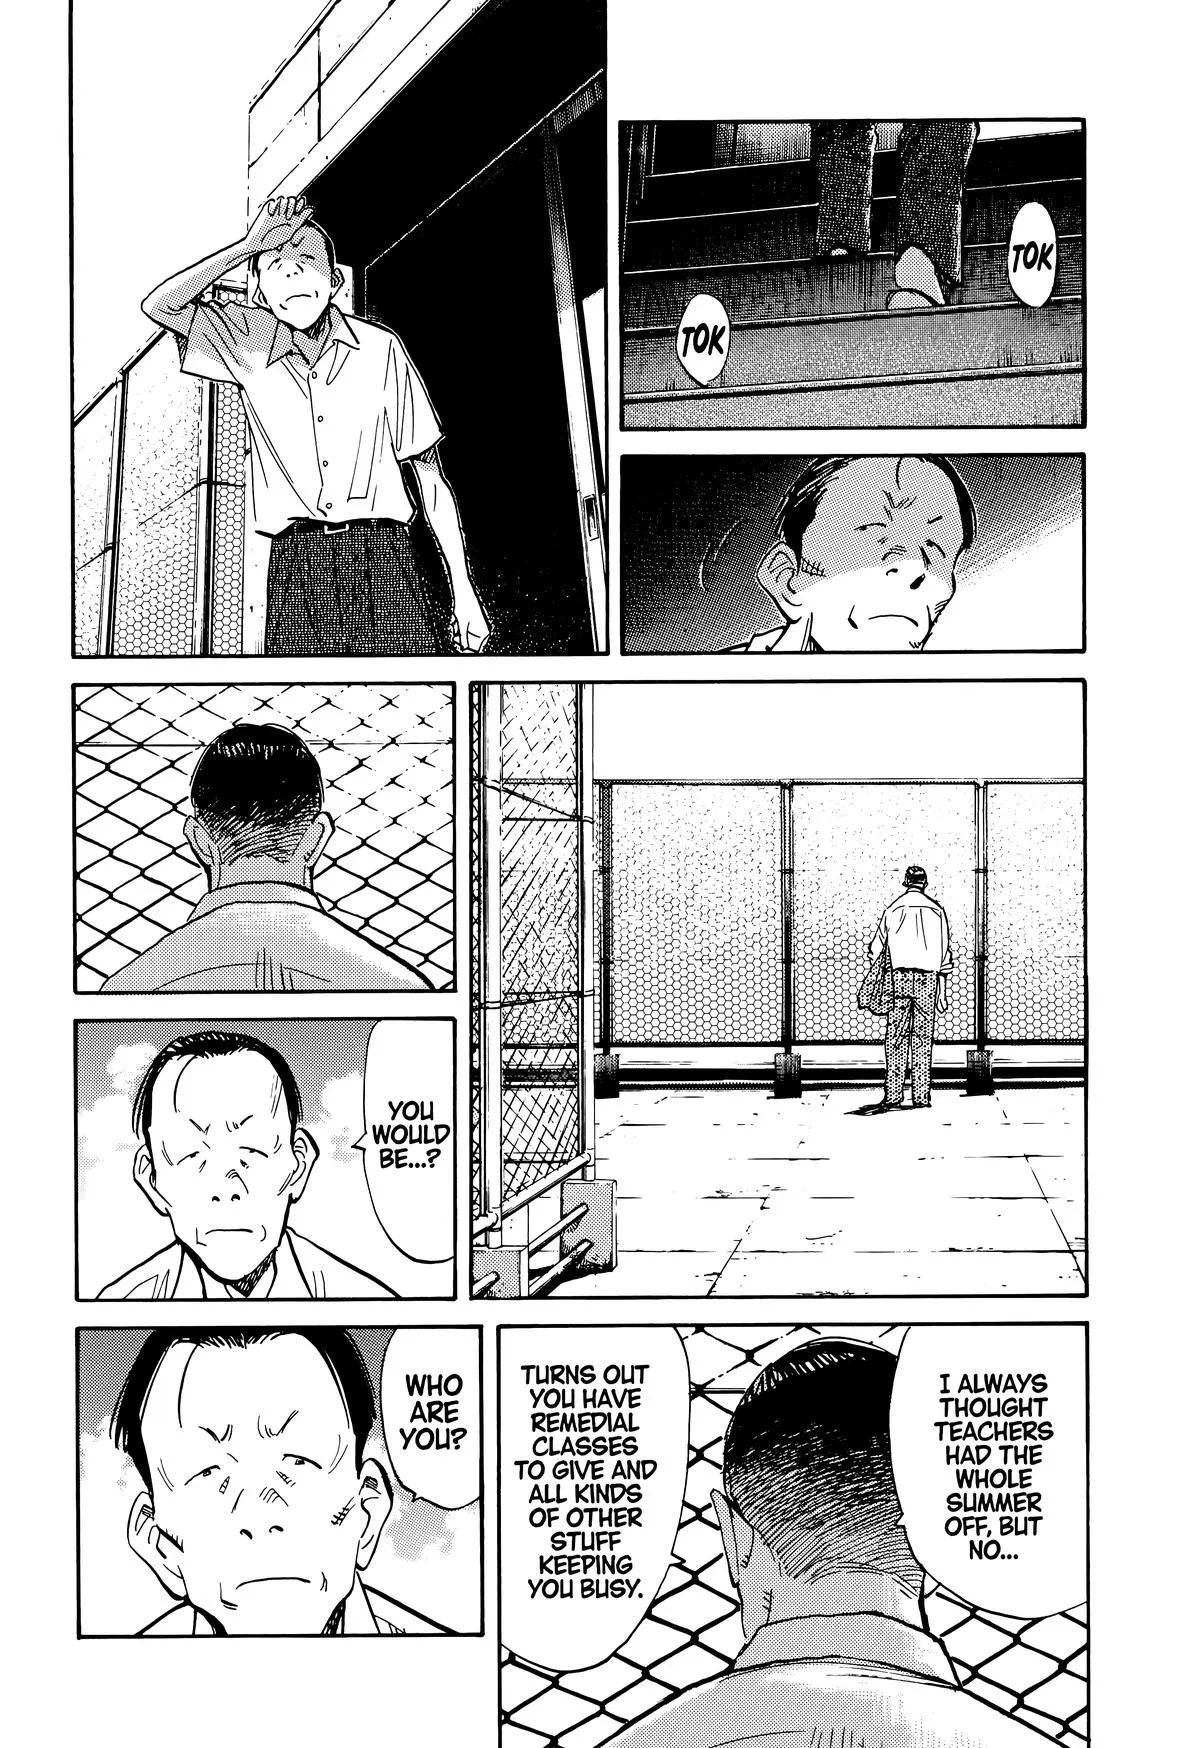 TOK
TOK
YOU
WOULD
BE...?
I ALWAYS
THOUGHT
TEACHERS
HAD THE
WHOLE
SUMMER
OFF, BUT
NO...
TURNS OUT
YOU HAVE
REMEDIAL
CLASSES
TO GIVE AND
ALL KINDS
OF OTHER
STUFF
KEEPING
YOU BUSY.
WHO
ARE
YOU?